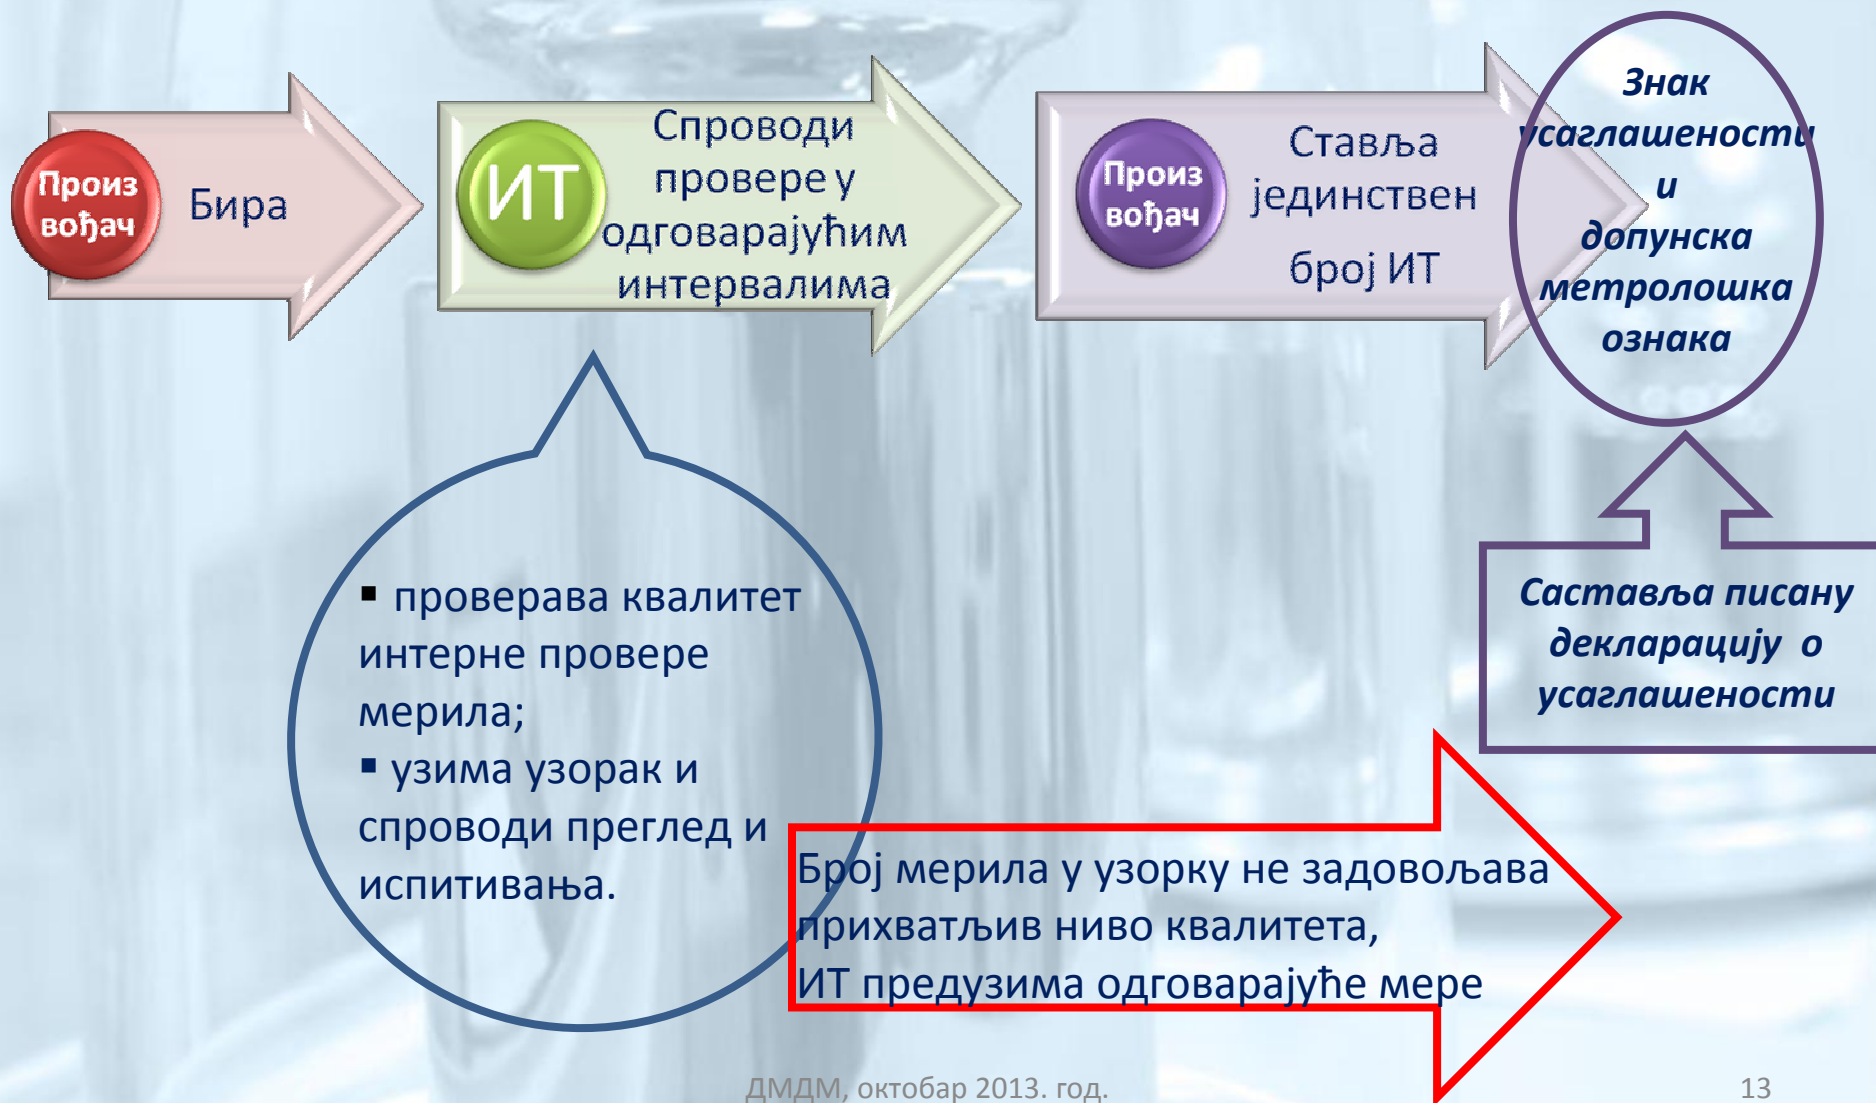 Произ
вођач
Бира
ИТ
Спроводи
провере у
одговарајућим
интервалима
Произ
вођач
Ставља
јединствен
број ИТ
Знак
усаглашености
и
допунска
метролошка
ознака
▪ проверава квалитет
интерне провере
мерила;
▪ узима узорак и
спроводи преглед и
испитивања.
Саставља писану
декларацију о
усаглашености
Број мерила у узорку не задовољава
прихватљив ниво квалитета,
ИТ предузима одговарајуће мере
ДМДМ, октобар 2013. год.
13